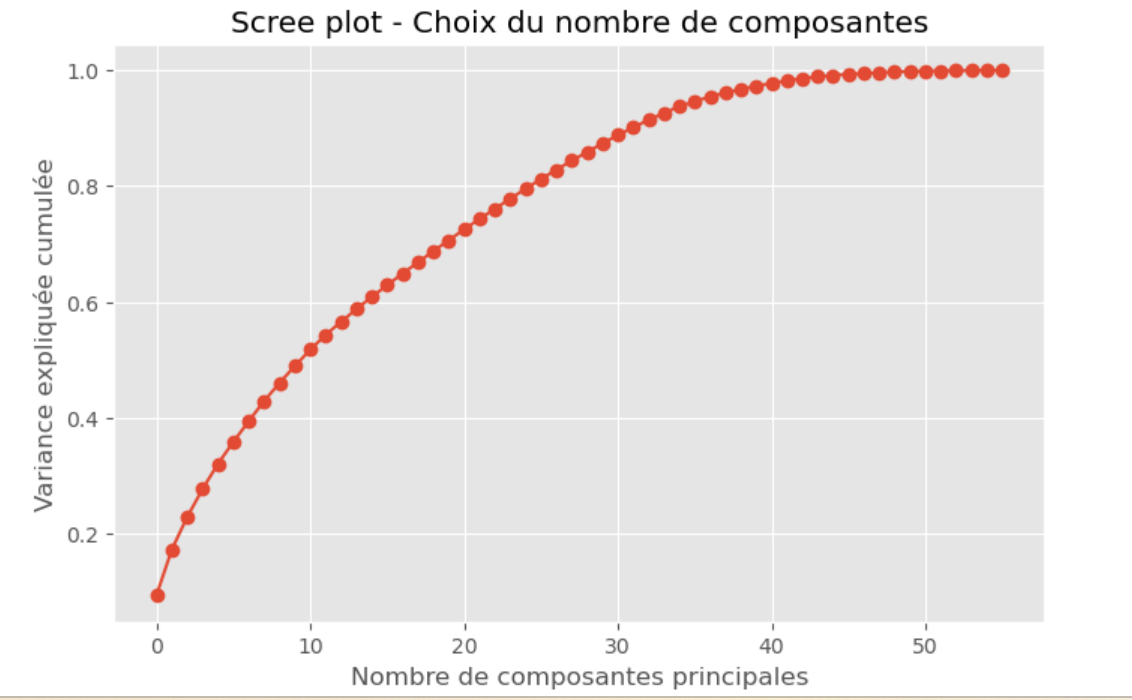 Scree plot - Choix du nombre de composantes
Variance expliquée cumulée
1.0
0.8
0.6
0.4
0.2
0 10 20 30 40 50
Nombre de composantes principales